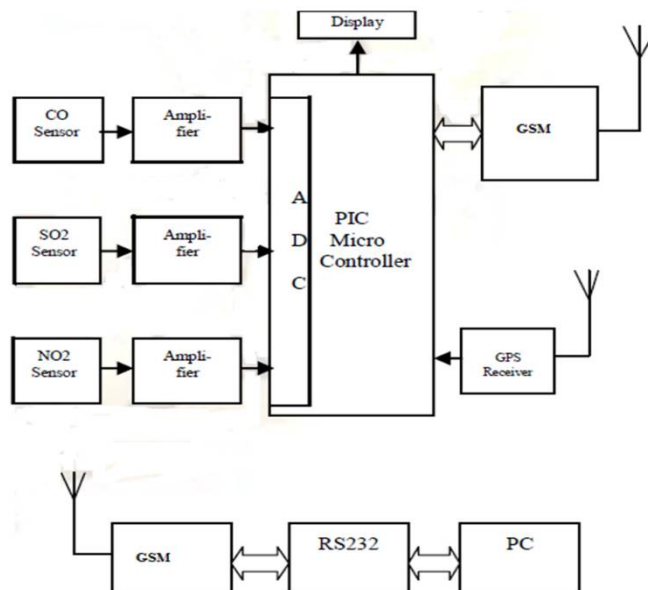 Display
CO
Sensor
Ampli-
fier
GSM
SO2
Sensor
Ampli-
fier
A
D
C
PIC
Micro
Controller
NO2
Sensor
Ampli-
fier
GPS
Receiver
GSM
RS232
PC